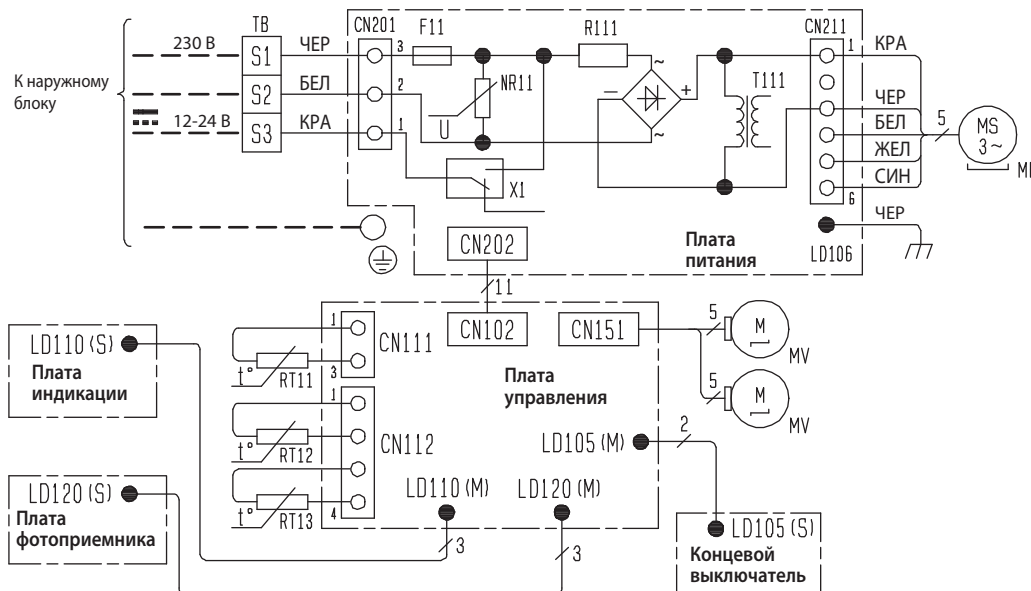 TB
CN201
F11
R111
CN211
230 В
S1
ЧЕР
3
1
КРА
К наружному
блоку
S2
БЕЛ
2
NR11
U
~
−
+
~
T111
ЧЕР
БЕЛ
ЖЕЛ
СИН
5
MS
3~
12-24 В
S3
КРА
1
X1
6
ЧЕР
LD106
Плата
питания
CN202
11
CN102
CN151
LD110 (S)
Плата
индикации
1
CN111
3
t°
RT11
1
CN112
t°
RT12
t°
RT13
4
Плата
управления
5
M
MV
5
M
MV
LD105 (M)
2
LD110 (M)
LD120 (M)
3
3
LD120 (S)
Плата
фотоприемника
LD105 (S)
Концевой
выключатель